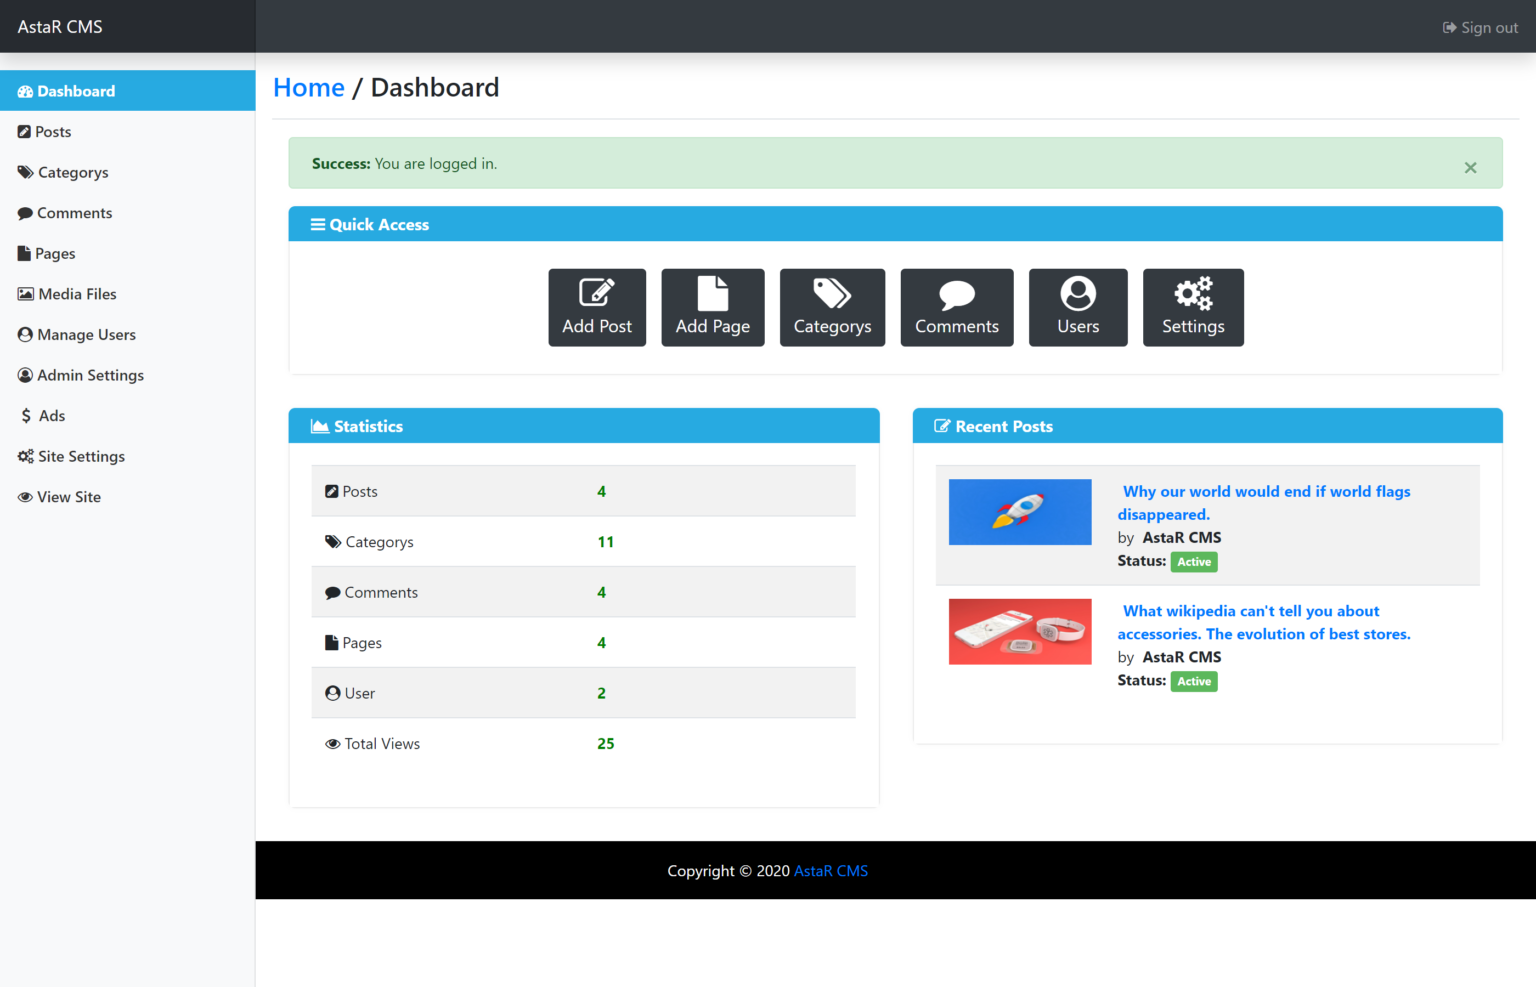 AstaR CMS
Sign out
Dashboard
Posts
Categorys
Comments
Pages
Media Files
Manage Users
Admin Settings
$ Ads
Site Settings
View Site
Home / Dashboard
Success: You are logged in.
×
Quick Access
Add Post
Add Page
Categorys
Comments
Users
Settings
Statistics
Posts 4
Categorys 11
Comments 4
Pages 4
User 2
Total Views 25
Recent Posts
Why our world would end if world flags
disappeared.
by AstaR CMS
Status: Active
What wikipedia can't tell you about
accessories. The evolution of best stores.
by AstaR CMS
Status: Active
Copyright © 2020 AstaR CMS